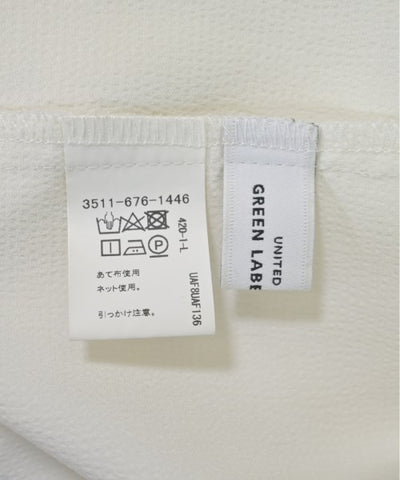 3511-676-1446
あて布使用
ネット使用。
引っかけ注意。
420-1-L
UAF8UAF136
UNITED
GREEN LABE